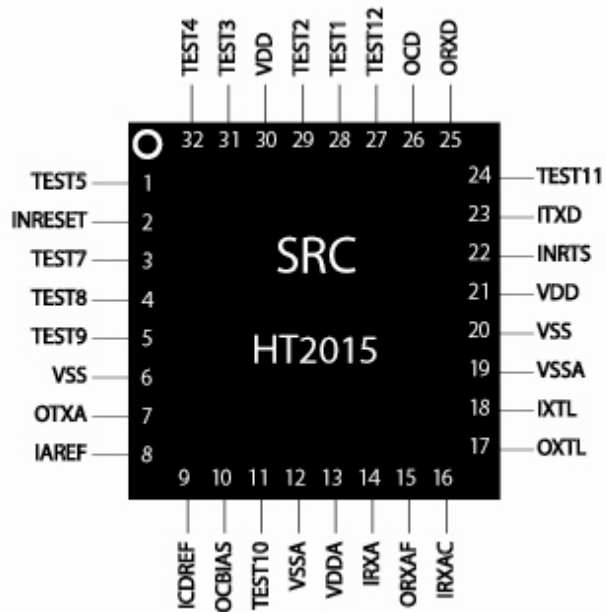 TEST4 TEST3 VDD TEST2 TEST1 TEST12 OCD ORXD
32 31 30 29 28 27 26 25
TEST5 1
INRESET 2
TEST7 3
TEST8 4
TEST9 5
VSS 6
OTXA 7
IAREF 8
SRC
HT2015
24 TEST11
23 ITXD
22 INRTS
21 VDD
20 VSS
19 VSSA
18 IXTL
17 OXTL
9 10 11 12 13 14 15 16
ICDREF OCBIAS TEST10 VSSA VDDA IRXA ORXAF IRXAC